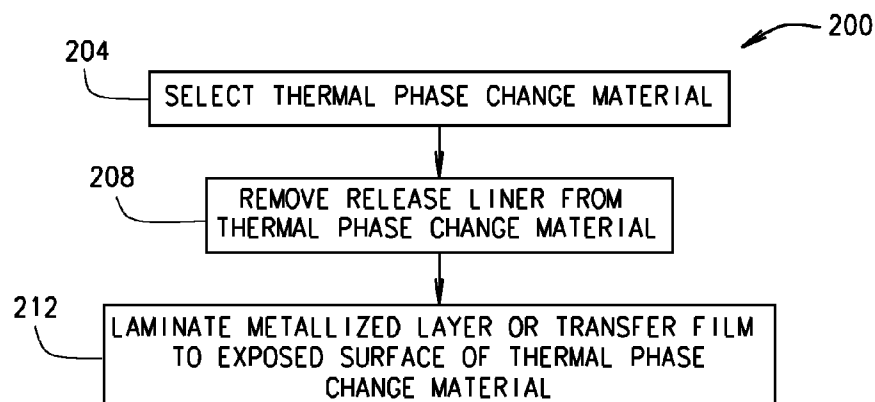 200
204
SELECT THERMAL PHASE CHANGE MATERIAL
208
REMOVE RELEASE LINER FROM
THERMAL PHASE CHANGE MATERIAL
212
LAMINATE METALLIZED LAYER OR TRANSFER FILM
TO EXPOSED SURFACE OF THERMAL PHASE
CHANGE MATERIAL